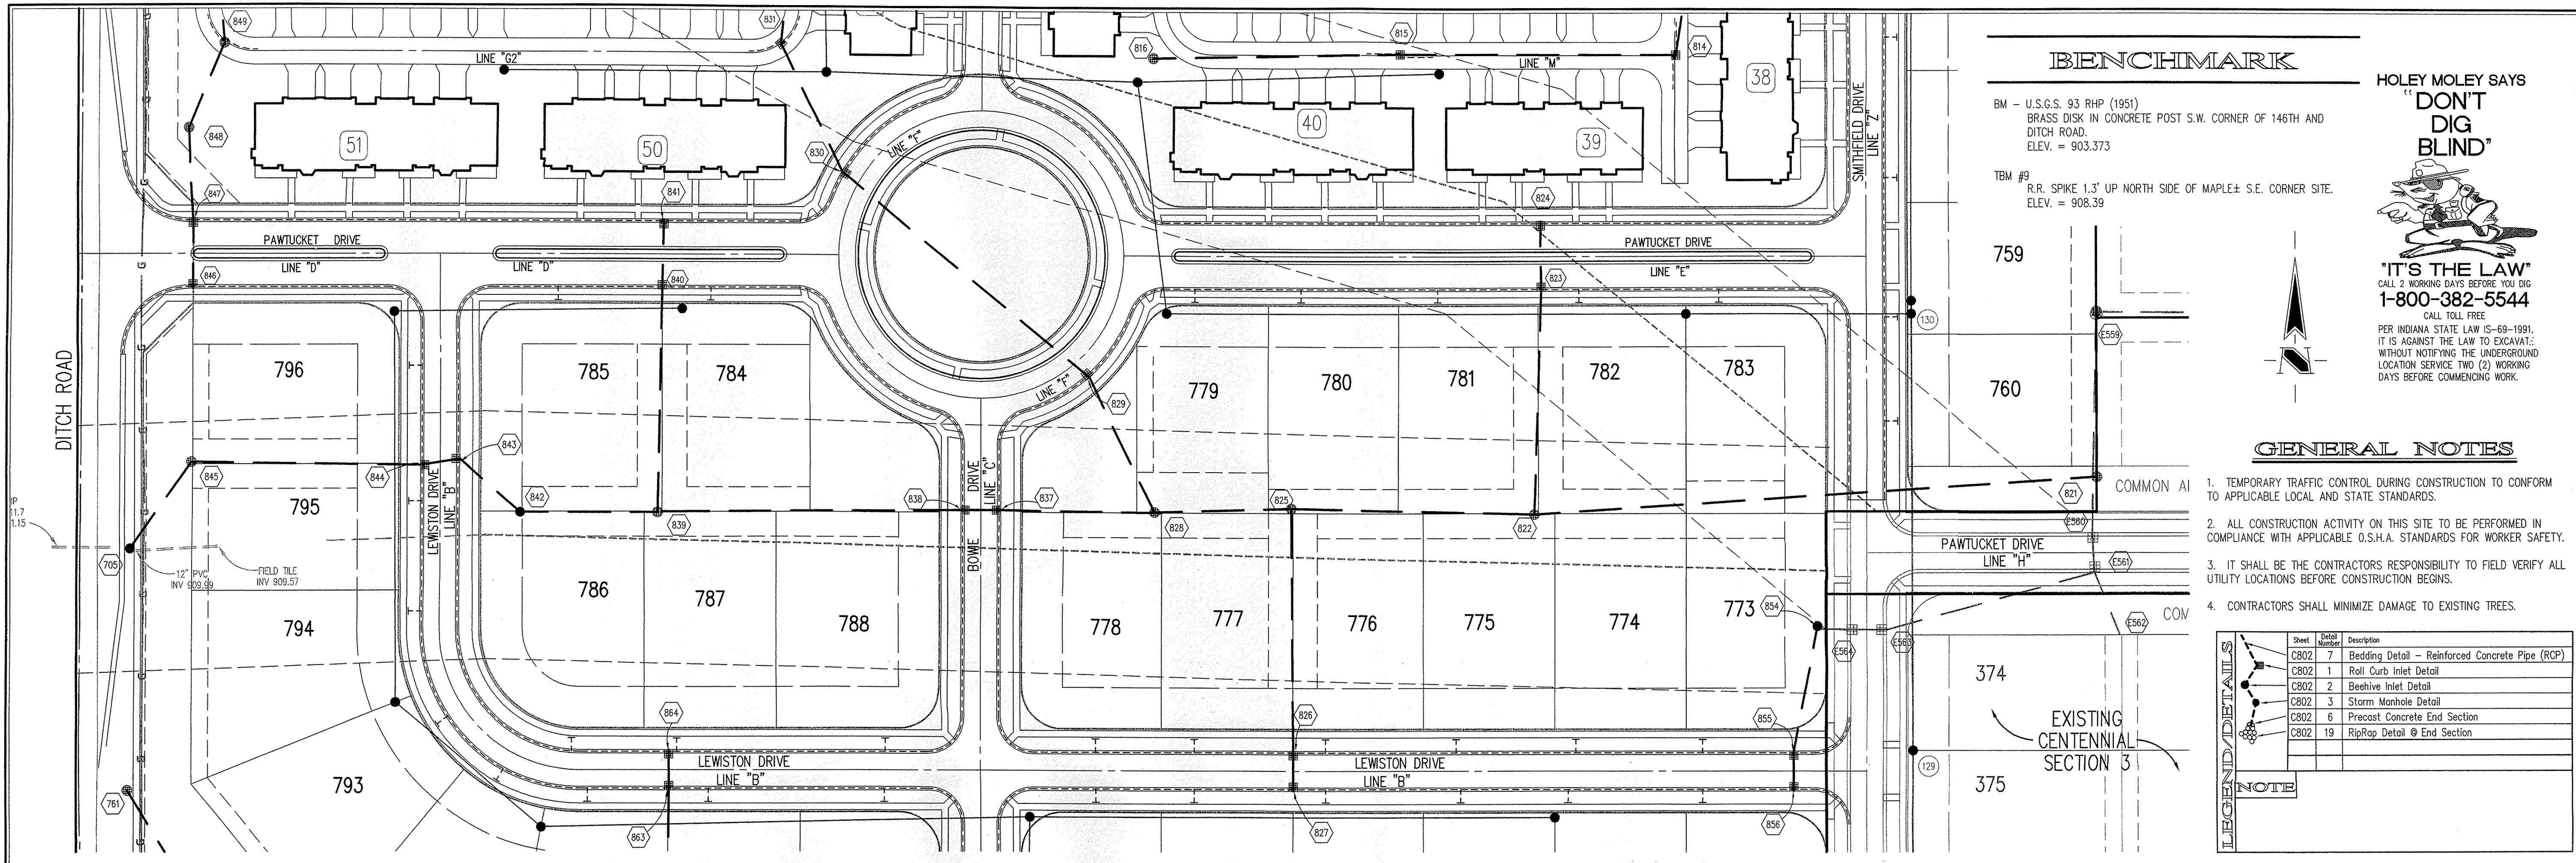 849
831
816
815
814
LINE "G2"
LINE "M"
38
848
51
50
830
LINE "F"
40
39
SMITHFIELD DRIVE
LINE "Z"
847
841
824
PAWTUCKET DRIVE
LINE "D"
LINE "D"
PAWTUCKET DRIVE
LINE "E"
846
840
823
DITCH ROAD
796
785
784
LINE "F"
829
779
780
781
782
783
130
759
760
E559
845
844
843
842
LEWISTON DRIVE
LINE "B"
839
838
BOWIE DRIVE
LINE "C"
837
828
825
822
821
COMMON A
E560
PAWTUCKET DRIVE
LINE "H"
E561
E562
COM
E563
E564
11.7
1.15
705
12" PVC
INV 909.99
FIELD TILE
INV 909.57
795
794
793
786
787
788
778
777
776
775
774
773
854
374
375
EXISTING
CENTENNIAL
SECTION 3
129
761
864
863
LEWISTON DRIVE
LINE "B"
826
827
LEWISTON DRIVE
LINE "B"
855
856
BENCHMARK
BM - U.S.G.S. 93 RHP (1951)
BRASS DISK IN CONCRETE POST S.W. CORNER OF 146TH AND
DITCH ROAD.
ELEV. = 903.373
TBM #9
R.R. SPIKE 1.3' UP NORTH SIDE OF MAPLE± S.E. CORNER SITE.
ELEV. = 908.39
HOLEY MOLEY SAYS
"DON'T
DIG
BLIND"
"IT'S THE LAW"
CALL 2 WORKING DAYS BEFORE YOU DIG
1-800-382-5544
CALL TOLL FREE
PER INDIANA STATE LAW IS-69-1991.
IT IS AGAINST THE LAW TO EXCAVATE
WITHOUT NOTIFYING THE UNDERGROUND
LOCATION SERVICE TWO (2) WORKING
DAYS BEFORE COMMENCING WORK.
N
GENERAL NOTES
1. TEMPORARY TRAFFIC CONTROL DURING CONSTRUCTION TO CONFORM
TO APPLICABLE LOCAL AND STATE STANDARDS.
2. ALL CONSTRUCTION ACTIVITY ON THIS SITE TO BE PERFORMED IN
COMPLIANCE WITH APPLICABLE O.S.H.A. STANDARDS FOR WORKER SAFETY.
3. IT SHALL BE THE CONTRACTORS RESPONSIBILITY TO FIELD VERIFY ALL
UTILITY LOCATIONS BEFORE CONSTRUCTION BEGINS.
4. CONTRACTORS SHALL MINIMIZE DAMAGE TO EXISTING TREES.
LEGEND/DETAILS
Sheet Detail Number Description
C802 7 Bedding Detail - Reinforced Concrete Pipe (RCP)
C802 1 Roll Curb Inlet Detail
C802 2 Beehive Inlet Detail
C802 3 Storm Manhole Detail
C802 6 Precast Concrete End Section
C802 19 RipRap Detail @ End Section
NOTE